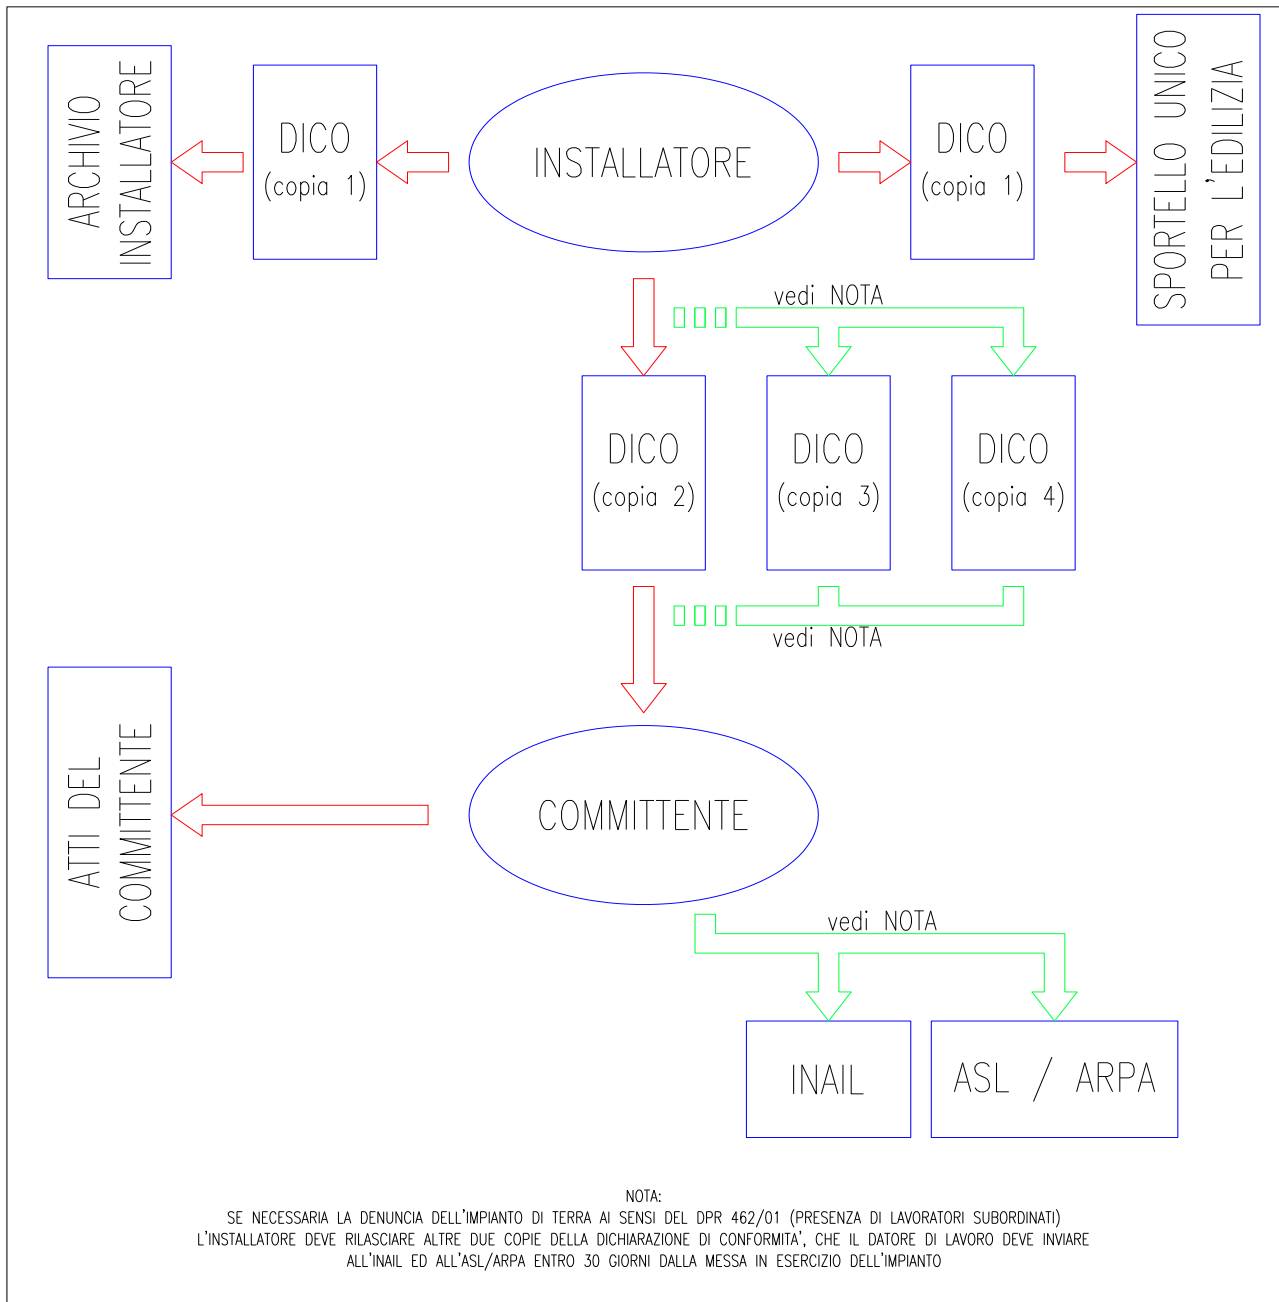 ARCHIVIO
INSTALLATORE
DICO
(copia 1)
INSTALLATORE
DICO
(copia 1)
SPORTELLO UNICO
PER L'EDILIZIA
vedi NOTA
DICO
(copia 2)
DICO
(copia 3)
DICO
(copia 4)
vedi NOTA
ATTI DEL
COMMITTENTE
COMMITTENTE
vedi NOTA
INAIL
ASL / ARPA
NOTA:
SE NECESSARIA LA DENUNCIA DELL'IMPIANTO DI TERRA AI SENSI DEL DPR 462/01 (PRESENZA DI LAVORATORI SUBORDINATI)
L'INSTALLATORE DEVE RILASCIARE ALTRE DUE COPIE DELLA DICHIARAZIONE DI CONFORMITA', CHE IL DATORE DI LAVORO DEVE INVIARE
ALL'INAIL ED ALL'ASL/ARPA ENTRO 30 GIORNI DALLA MESSA IN ESERCIZIO DELL'IMPIANTO